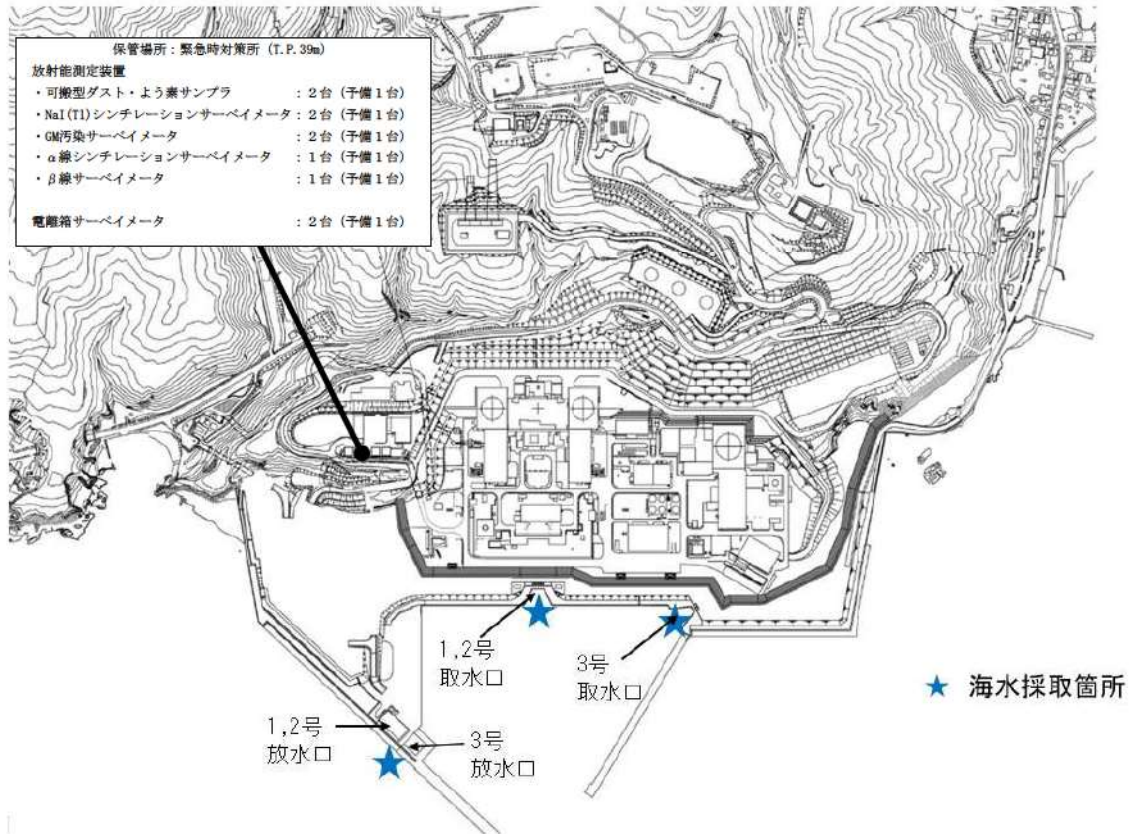 保管場所：緊急時対策所（T.P.39m）
放射能測定装置
・可搬型ダスト・よう素サンプラ　：2台（予備1台）
・NaI(Tl)シンチレーションサーベイメータ：2台（予備1台）
・GM汚染サーベイメータ　：2台（予備1台）
・α線シンチレーションサーベイメータ　：1台（予備1台）
・β線サーベイメータ　：1台（予備1台）
電離箱サーベイメータ　：2台（予備1台）
1,2号
取水口
3号
取水口
★ 海水採取箇所
1,2号
放水口
3号
放水口